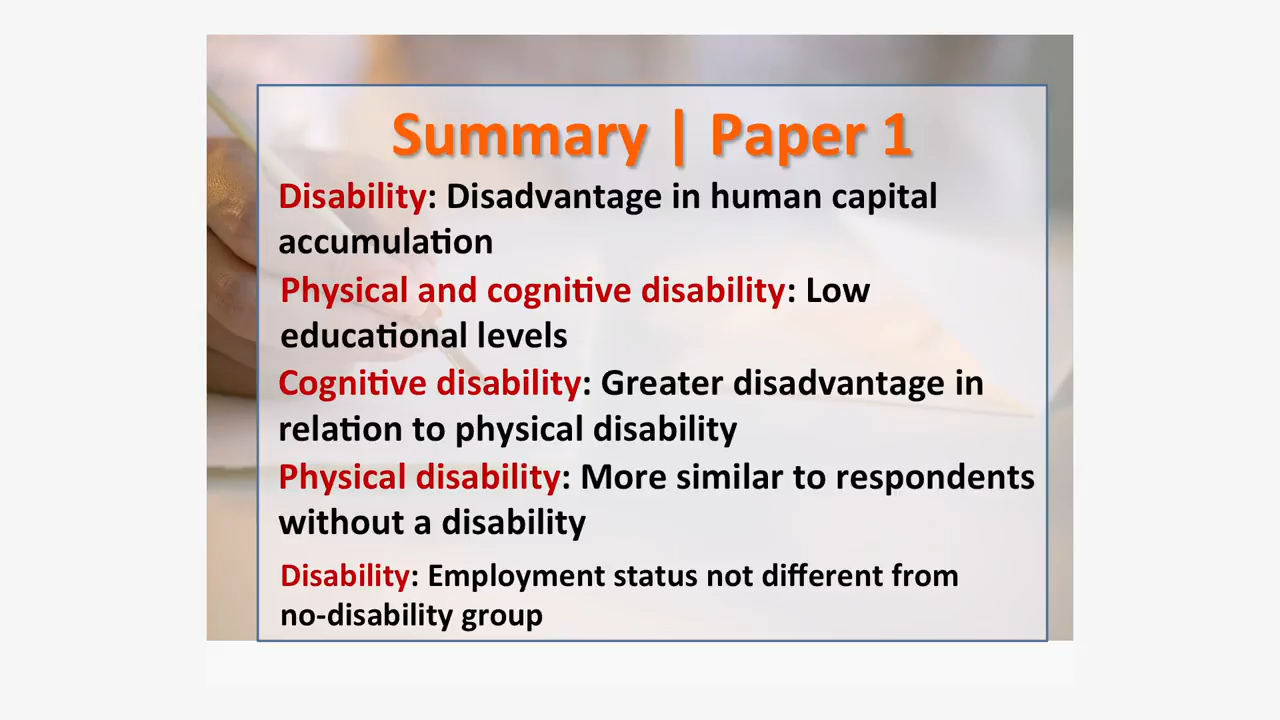 Summary | Paper 1
Disability: Disadvantage in human capital
accumulation
Physical and cognitive disability: Low
educational levels
Cognitive disability: Greater disadvantage in
relation to physical disability
Physical disability: More similar to respondents
without a disability
Disability: Employment status not different from
no-disability group